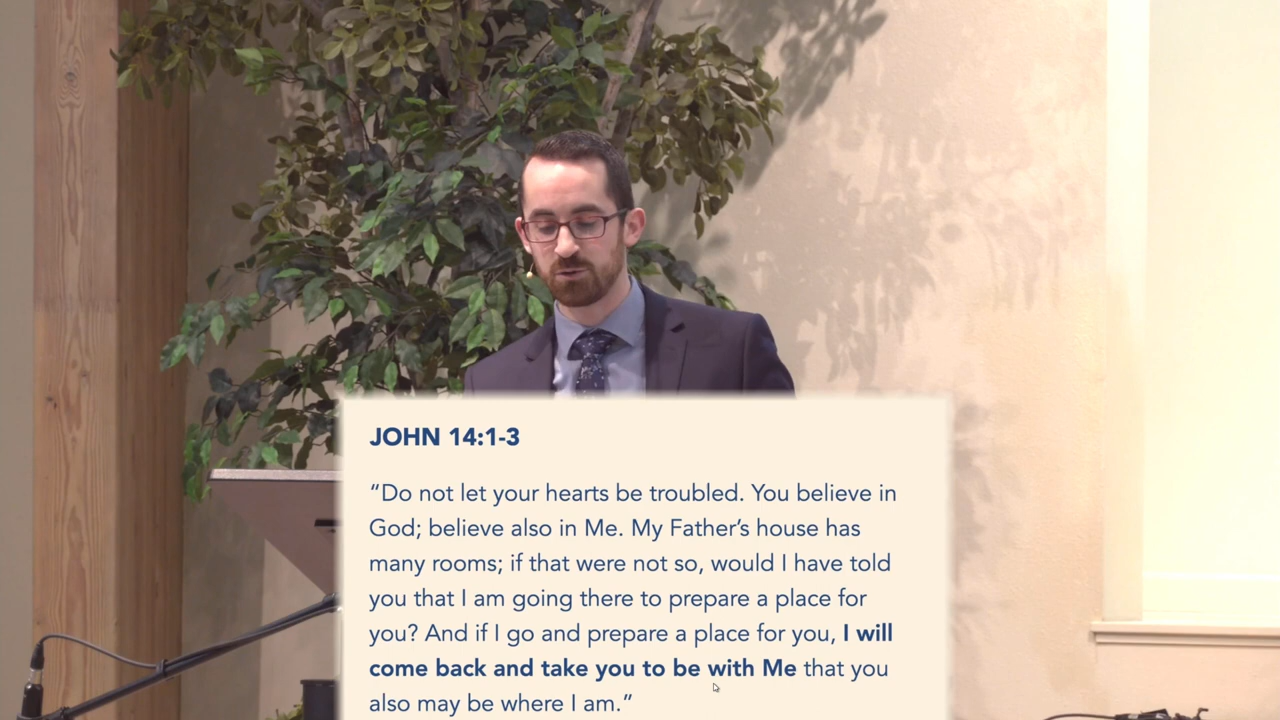 JOHN 14:1-3
“Do not let your hearts be troubled. You believe in
God; believe also in Me. My Father’s house has
many rooms; if that were not so, would I have told
you that I am going there to prepare a place for
you? And if I go and prepare a place for you, I will
come back and take you to be with Me that you
also may be where I am.”